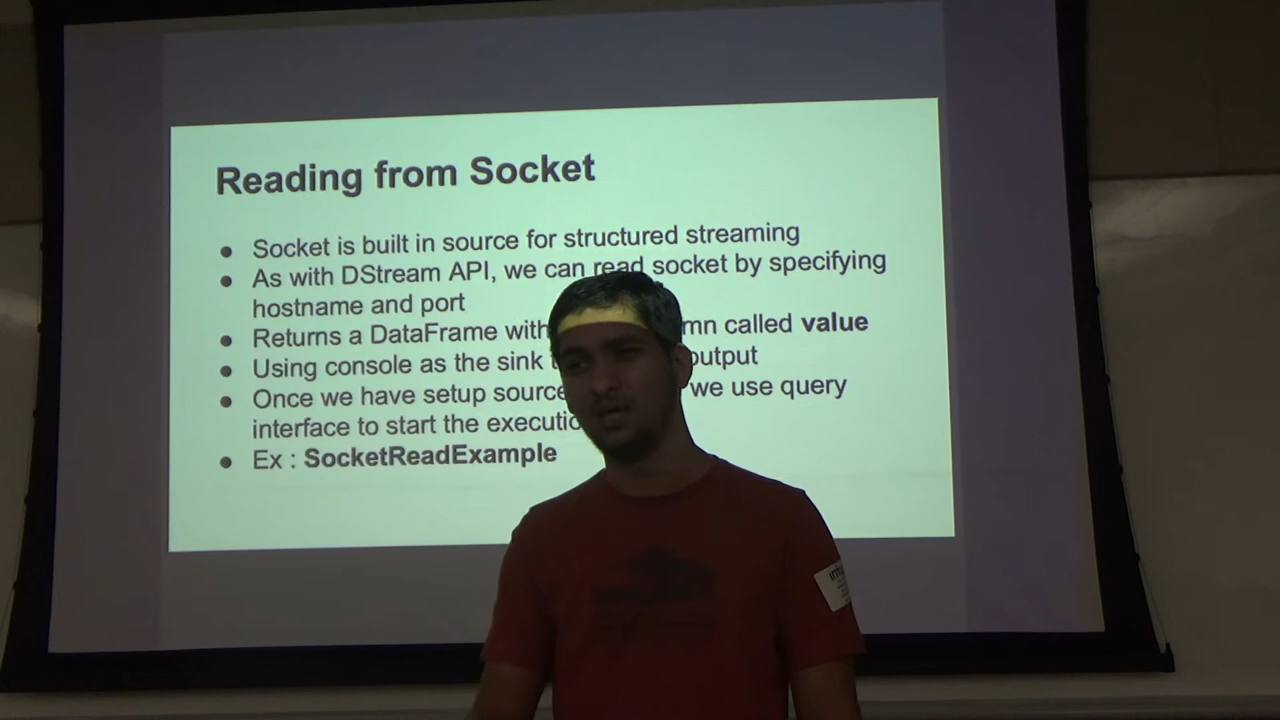 Reading from Socket
● Socket is built in source for structured streaming
● As with DStream API, we can read socket by specifying
hostname and port
● Returns a DataFrame with mn called value
● Using console as the sink output
● Once we have setup source we use query
interface to start the executio
● Ex : SocketReadExample